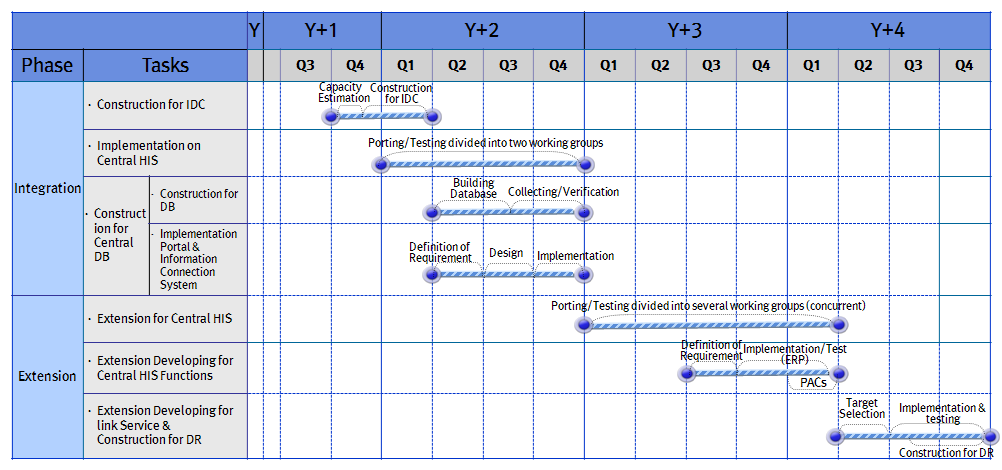 Y
Y+1
Y+2
Y+3
Y+4
Phase
Tasks
Q3
Q4
Q1
Q2
Q3
Q4
Q1
Q2
Q3
Q4
Q1
Q2
Q3
Q4
Integration
· Construction for IDC
Capacity
Estimation
Construction
for IDC
· Implementation on
Central HIS
Porting/Testing divided into two working groups
· Construct
ion for
Central
DB
· Construction for
DB
Building
Database
Collecting/Verification
· Implementation
Portal &
Information
Connection
System
Definition of
Requirement
Design
Implementation
Extension
· Extension for Central HIS
Porting/Testing divided into several working groups (concurrent)
· Extension Developing for
Central HIS Functions
Definition of
Requirement
Implementation/Test
(ERP)
PACs
· Extension Developing for
link Service &
Construction for DR
Target
Selection
Implementation &
testing
Construction for DR